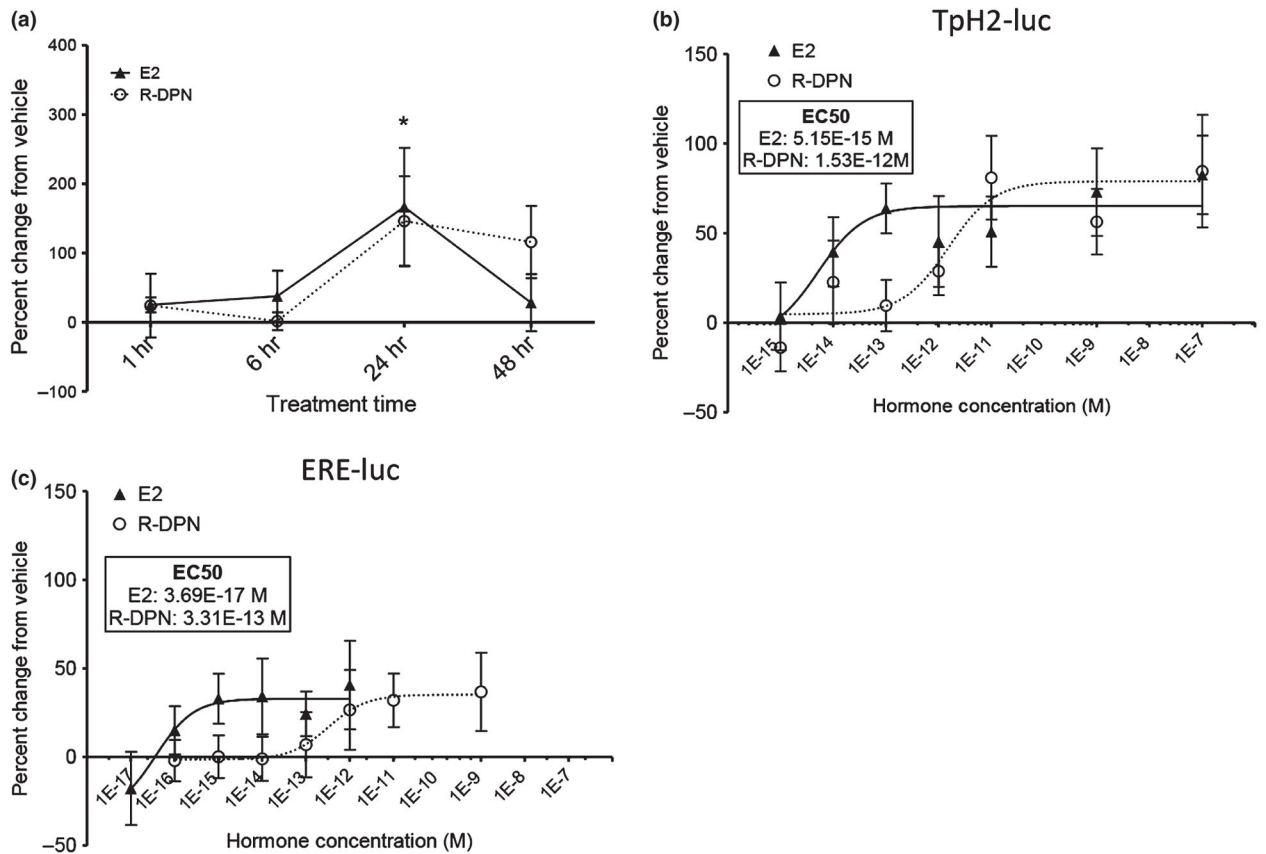 (a)
400
300
200
100
0
–100
Percent change from vehicle
E2
R-DPN
*
1 hr
6 hr
24 hr
48 hr
Treatment time
(b)
TpH2-luc
150
100
50
0
–50
Percent change from vehicle
E2
R-DPN
EC50
E2: 5.15E-15 M
R-DPN: 1.53E-12M
1E-15
1E-14
1E-13
1E-12
1E-11
1E-10
1E-9
1E-8
1E-7
Hormone concentration (M)
(c)
ERE-luc
150
100
50
0
–50
Percent change from vehicle
E2
R-DPN
EC50
E2: 3.69E-17 M
R-DPN: 3.31E-13 M
1E-17
1E-16
1E-15
1E-14
1E-13
1E-12
1E-11
1E-10
1E-9
1E-8
1E-7
Hormone concentration (M)